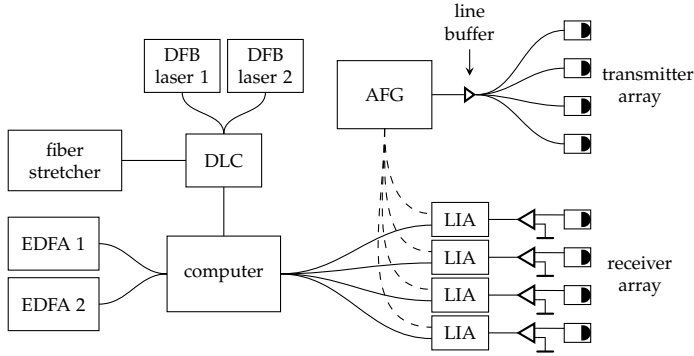 line
buffer
DFB
laser 1
DFB
laser 2
AFG
transmitter
array
fiber
stretcher
DLC
LIA
EDFA 1
LIA
computer
receiver
array
LIA
EDFA 2
LIA